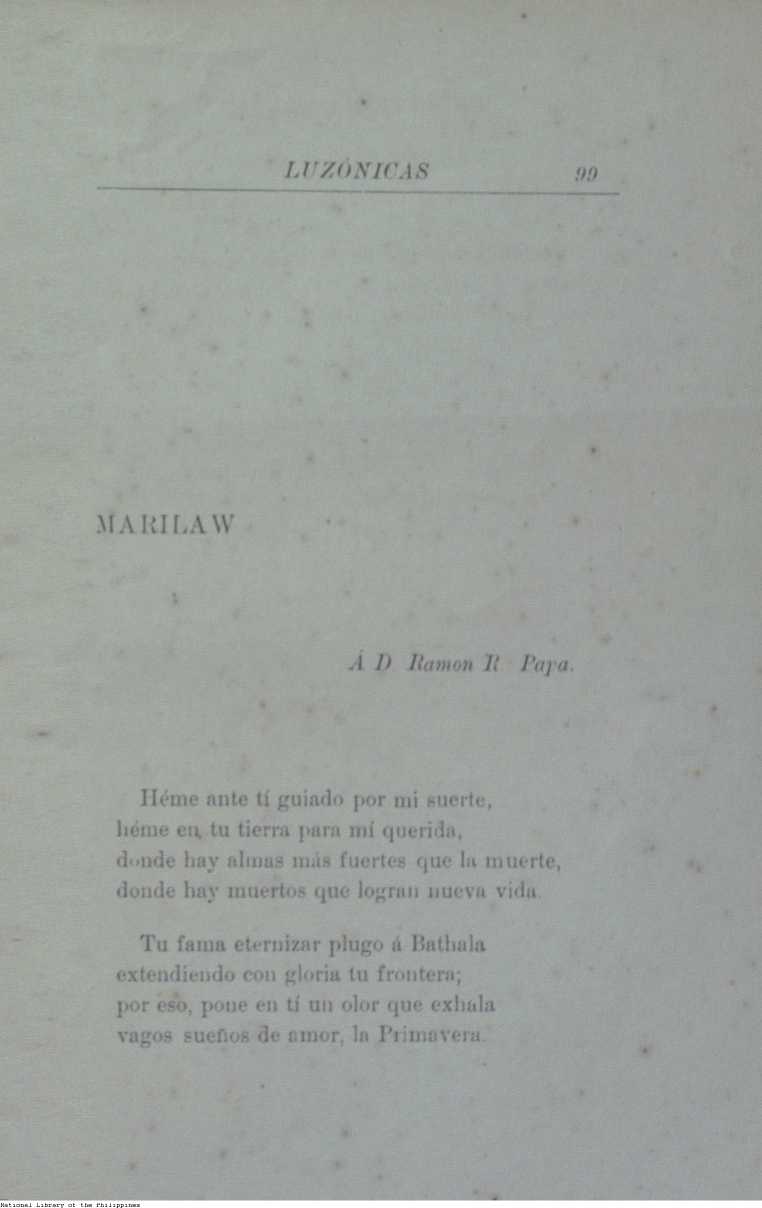 LUZÓNICAS 99
MARILAW
Á D. Ramon R. Papa.
Héme ante tí guiado por mi suerte,
héme en tu tierra para mí querida,
donde hay almas más fuertes que la muerte,
donde hay muertos que logran nueva vida.
Tu fama eternizar plugo á Bathala
extendiendo con gloria tu frontera;
por eso, pone en tí un olor que exhala
vagos sueños de amor, la Primavera.
National Library of the Philippines